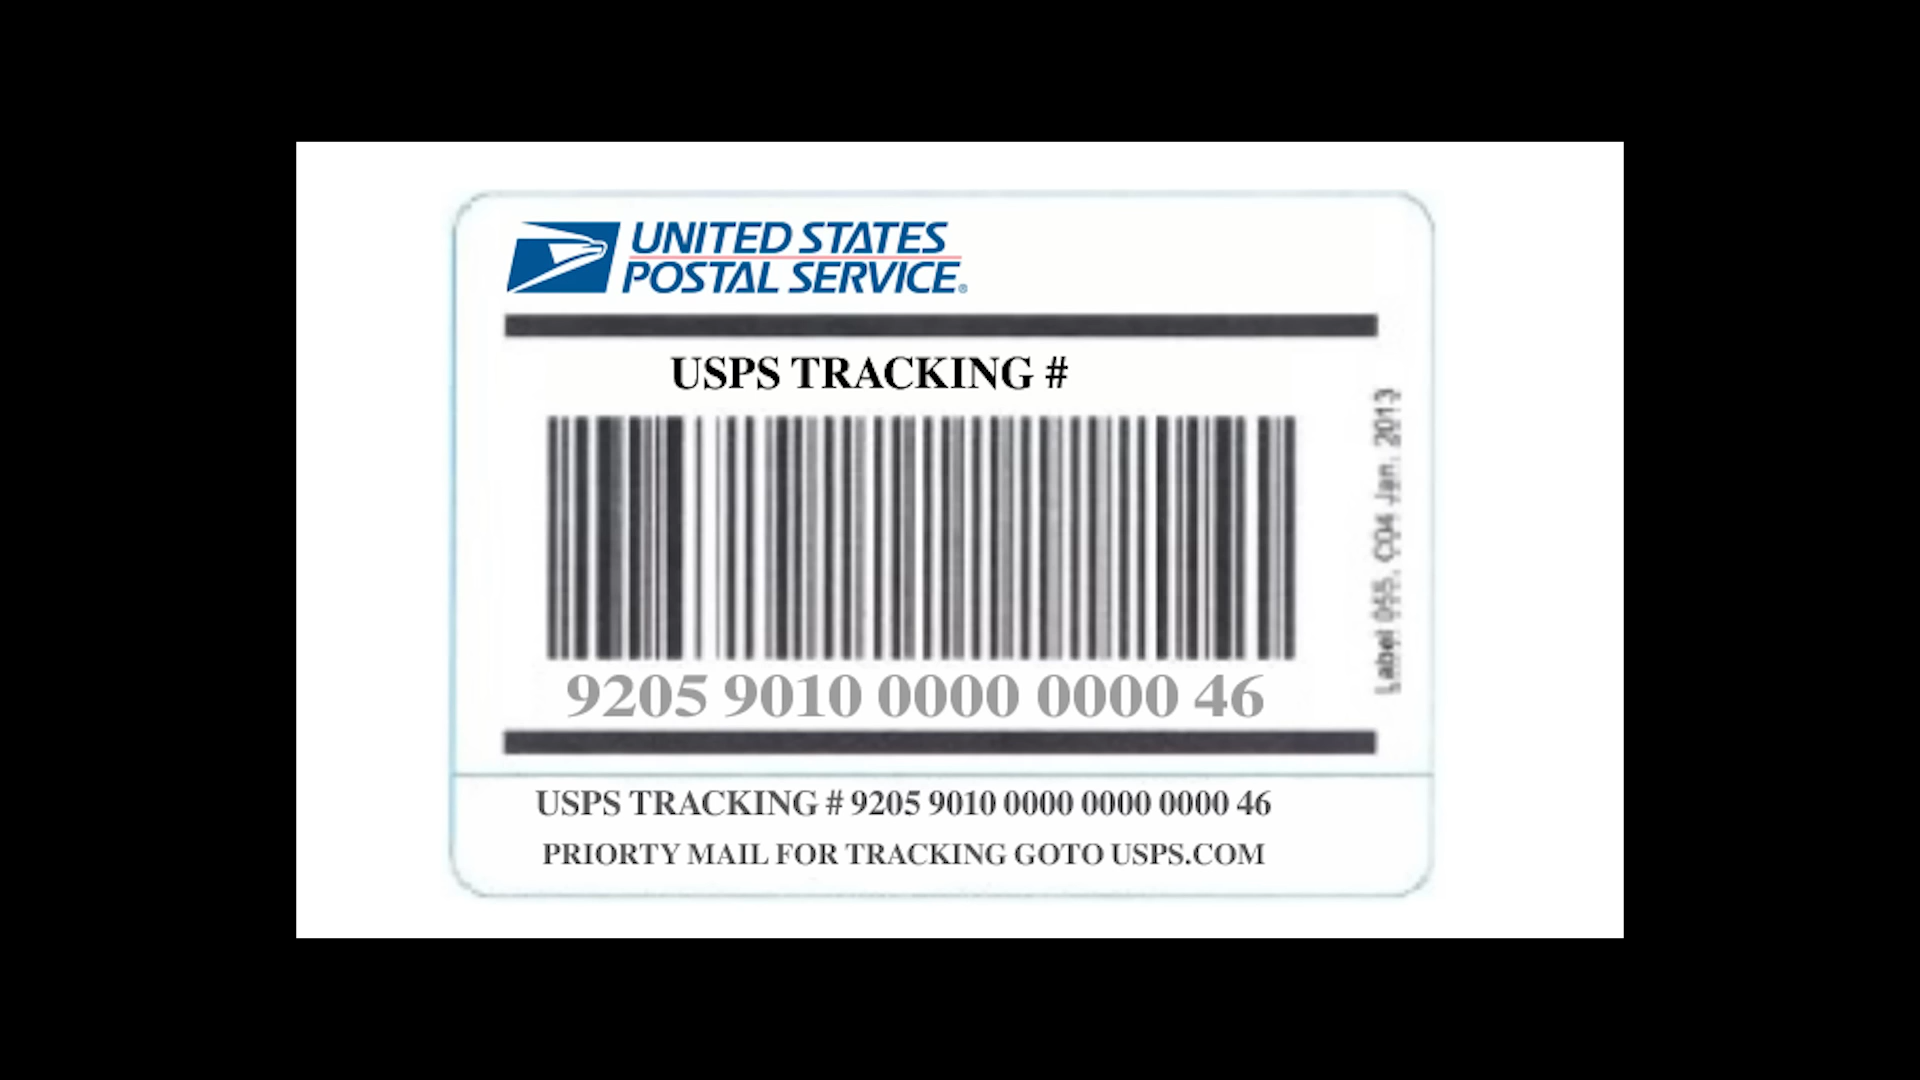 UNITED STATES
POSTAL SERVICE®
USPS TRACKING #
9205 9010 0000 0000 46
Label 055, C04 Jan. 2013
USPS TRACKING # 9205 9010 0000 0000 0000 46
PRIORTY MAIL FOR TRACKING GOTO USPS.COM